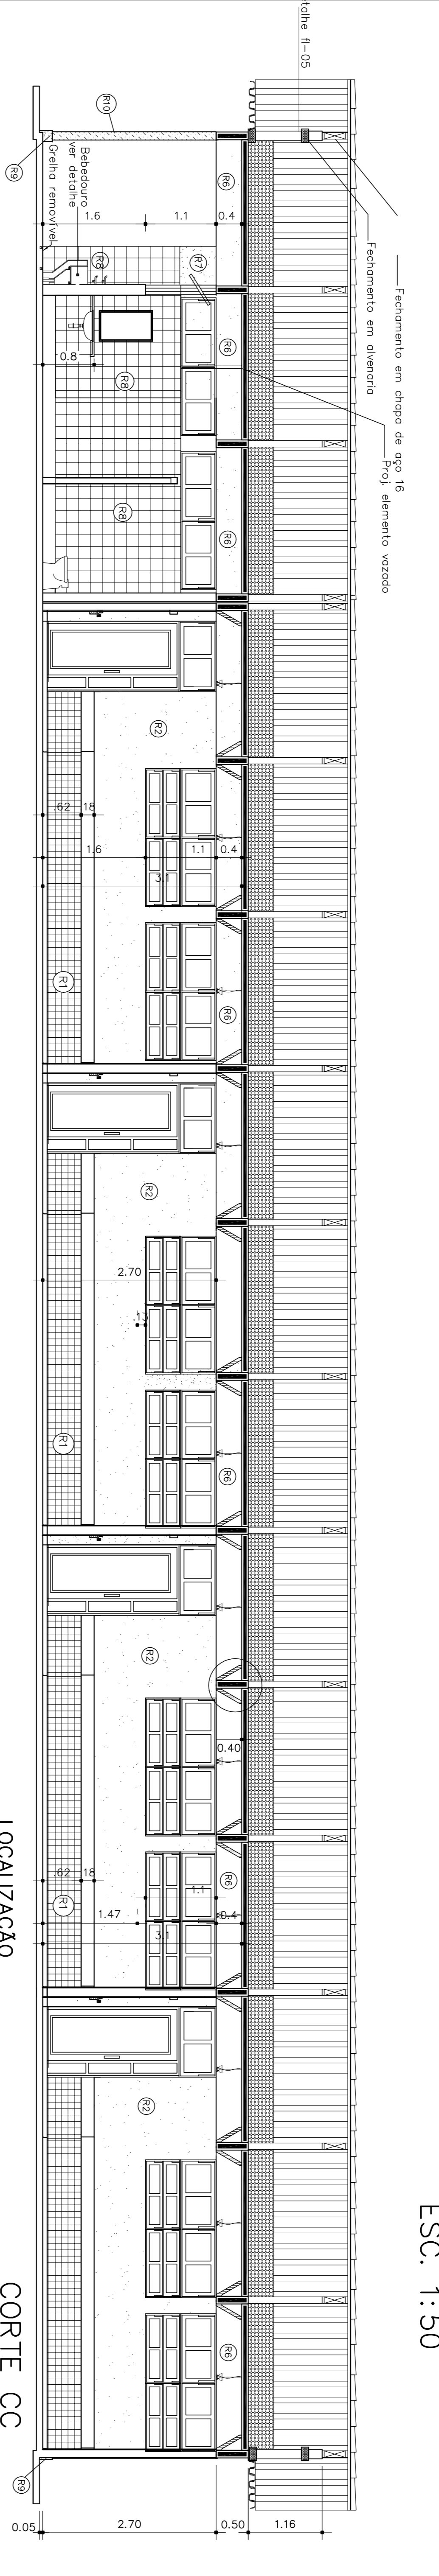 talhe fl-05
Fechamento em chapa de aço 16
Fechamento em alvenaria
Proj. elemento vazado
R10
R9
Grelha removível
Bebedouro
ver detalhe
R6
1.6
1.1
0.4
R8
R7
R6
0.8
R8
R8
R6
R2
.62
18
1.6
1.1
0.4
3.1
R1
R6
R2
2.70
.13
R1
R6
R2
0.40
.62
18
R1
R6
1.1
1.47
0.4
3.1
R2
R6
R9
0.05
2.70
0.50
1.16
LOCALIZAÇÃO
CORTE CC
ESC. 1:50